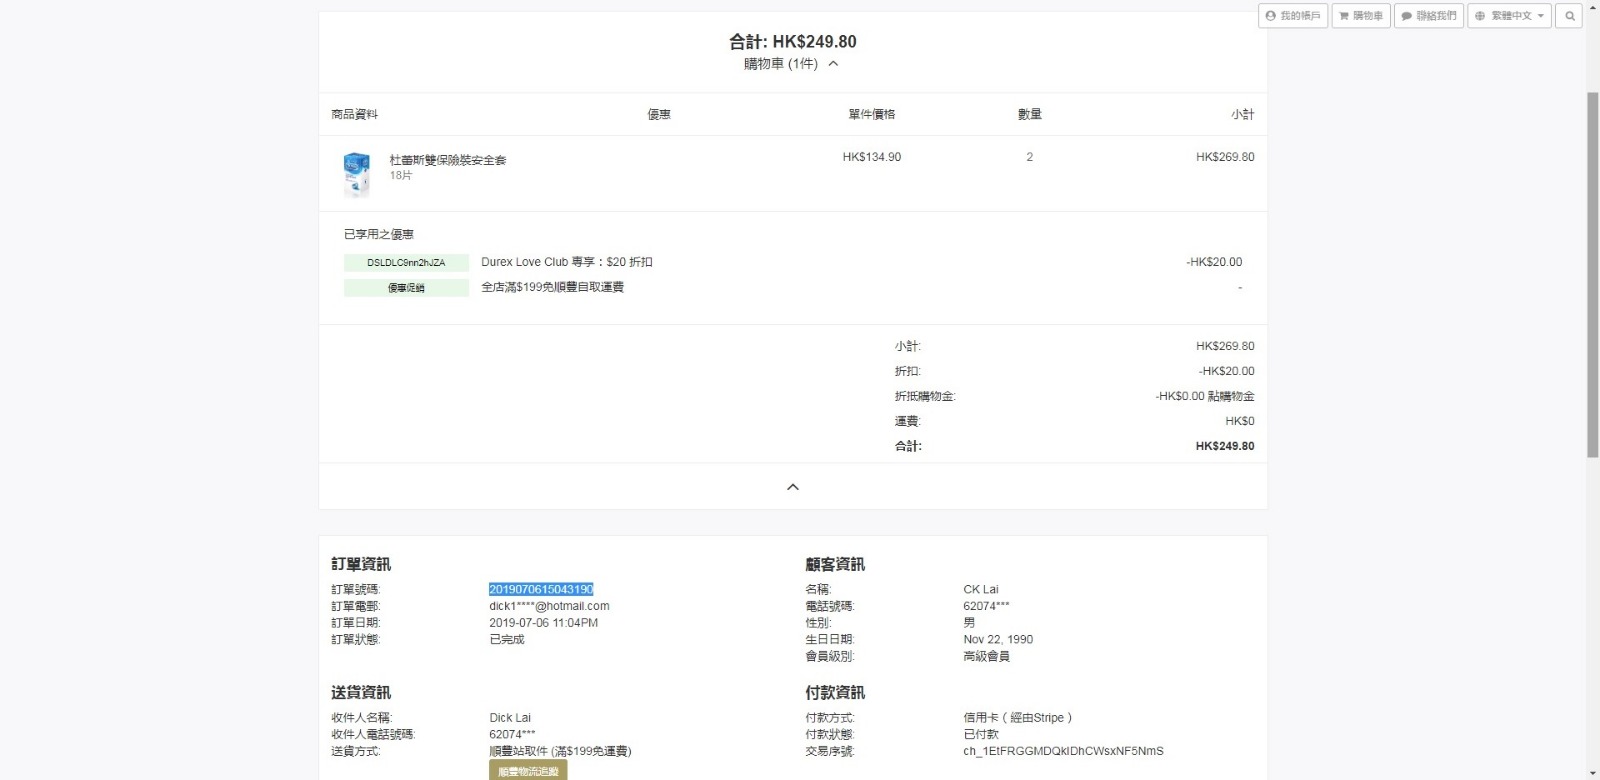 我的帳戶 購物車 聯絡我們 繁體中文
合計: HK$249.80
購物車 (1件)
商品資料 優惠 單件價格 數量 小計
杜蕾斯雙保險裝安全套 HK$134.90 2 HK$269.80
18片
已享用之優惠
DSLDLC9nn2hJZA Durex Love Club 專享：$20 折扣 -HK$20.00
優惠促銷 全店滿$199免順豐自取運費 -
小計: HK$269.80
折扣: -HK$20.00
折抵購物金: -HK$0.00 點購物金
運費: HK$0
合計: HK$249.80
訂單資訊
訂單號碼: 2019070615043190
訂單電郵: dick1****@hotmail.com
訂單日期: 2019-07-06 11:04PM
訂單狀態: 已完成
顧客資訊
名稱: CK Lai
電話號碼: 62074***
性別: 男
生日日期: Nov 22, 1990
會員級別: 高級會員
送貨資訊
收件人名稱: Dick Lai
收件人電話號碼: 62074***
送貨方式: 順豐站取件 (滿$199免運費)
順豐物流追蹤
付款資訊
付款方式: 信用卡 ( 經由Stripe )
付款狀態: 已付款
交易序號: ch_1EtFRGGMDQkIDhCWsxNF5NmS